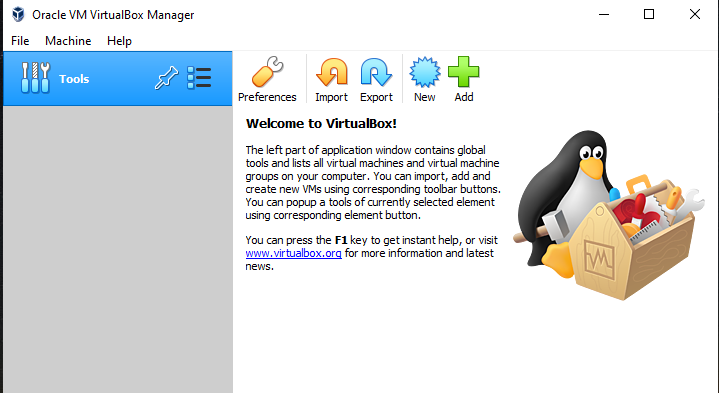 Oracle VM VirtualBox Manager
File Machine Help
Tools
Preferences Import Export New Add
Welcome to VirtualBox!
The left part of application window contains global
tools and lists all virtual machines and virtual machine
groups on your computer. You can import, add and
create new VMs using corresponding toolbar buttons.
You can popup a tools of currently selected element
using corresponding element button.
You can press the F1 key to get instant help, or visit
www.virtualbox.org for more information and latest
news.